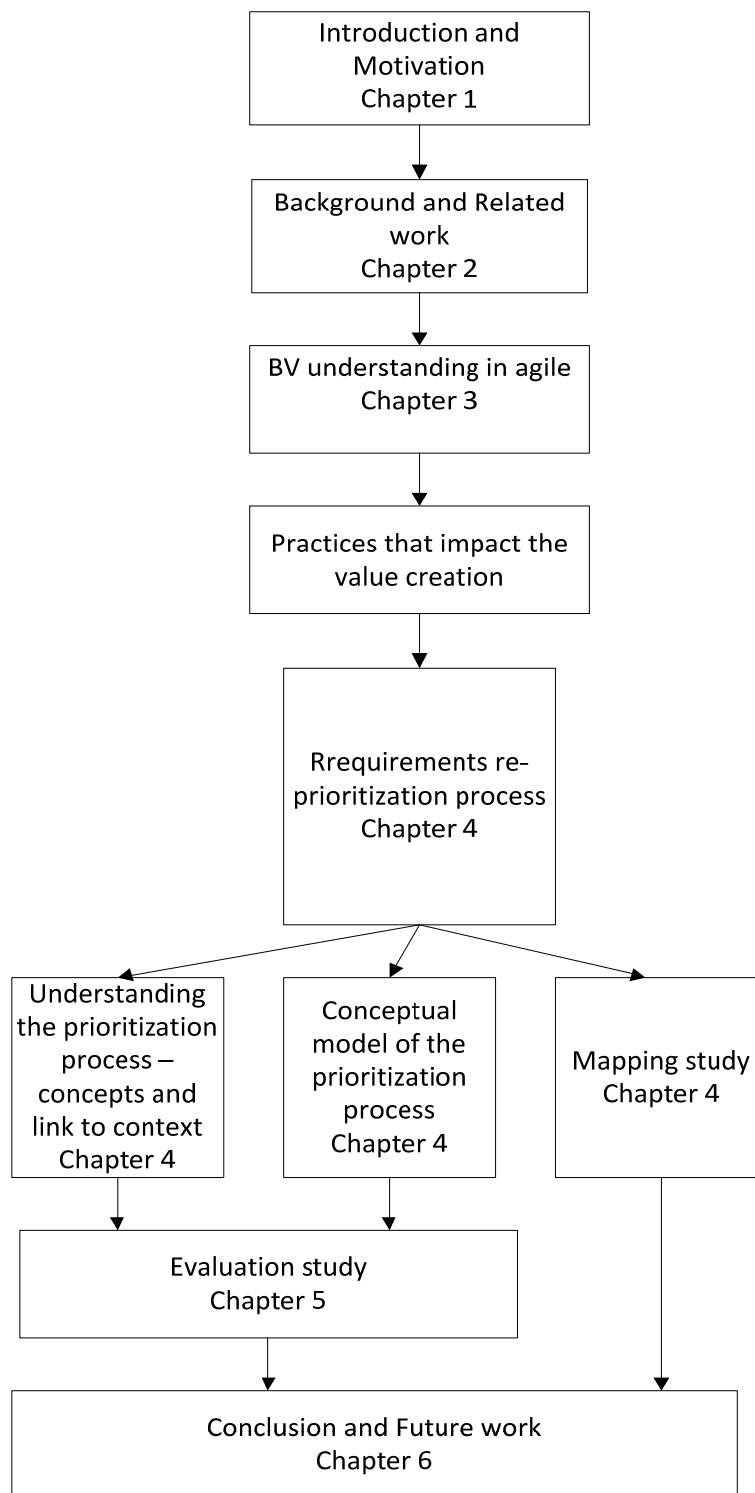 Introduction and
Motivation
Chapter 1
Background and Related
work
Chapter 2
BV understanding in agile
Chapter 3
Practices that impact the
value creation
Rrequirements re-
prioritization process
Chapter 4
Understanding
the prioritization
process –
concepts and
link to context
Chapter 4
Conceptual
model of the
prioritization
process
Chapter 4
Mapping study
Chapter 4
Evaluation study
Chapter 5
Conclusion and Future work
Chapter 6